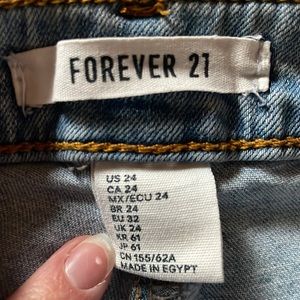 FOREVER 21
US 24
CA 24
MX/ECU 24
BR 24
EU 32
UK 24
KR 61
JP 61
CN 155/62A
MADE IN EGYPT